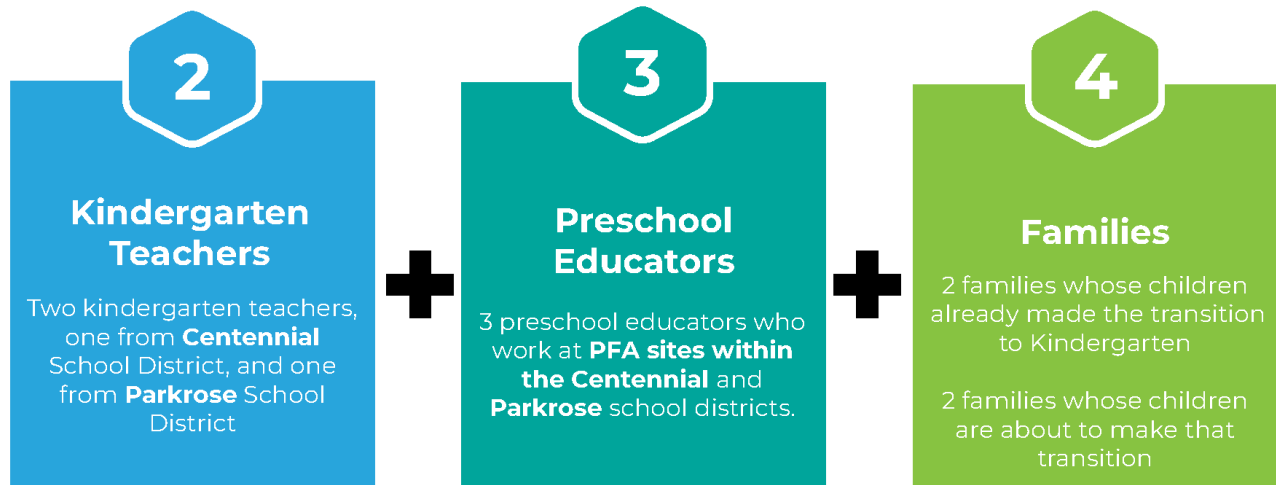 2
Kindergarten
Teachers
Two kindergarten teachers,
one from Centennial
School District, and one
from Parkrose School
District
3
Preschool
Educators
3 preschool educators who
work at PFA sites within
the Centennial and
Parkrose school districts.
4
Families
2 families whose children
already made the transition
to Kindergarten
2 families whose children
are about to make that
transition